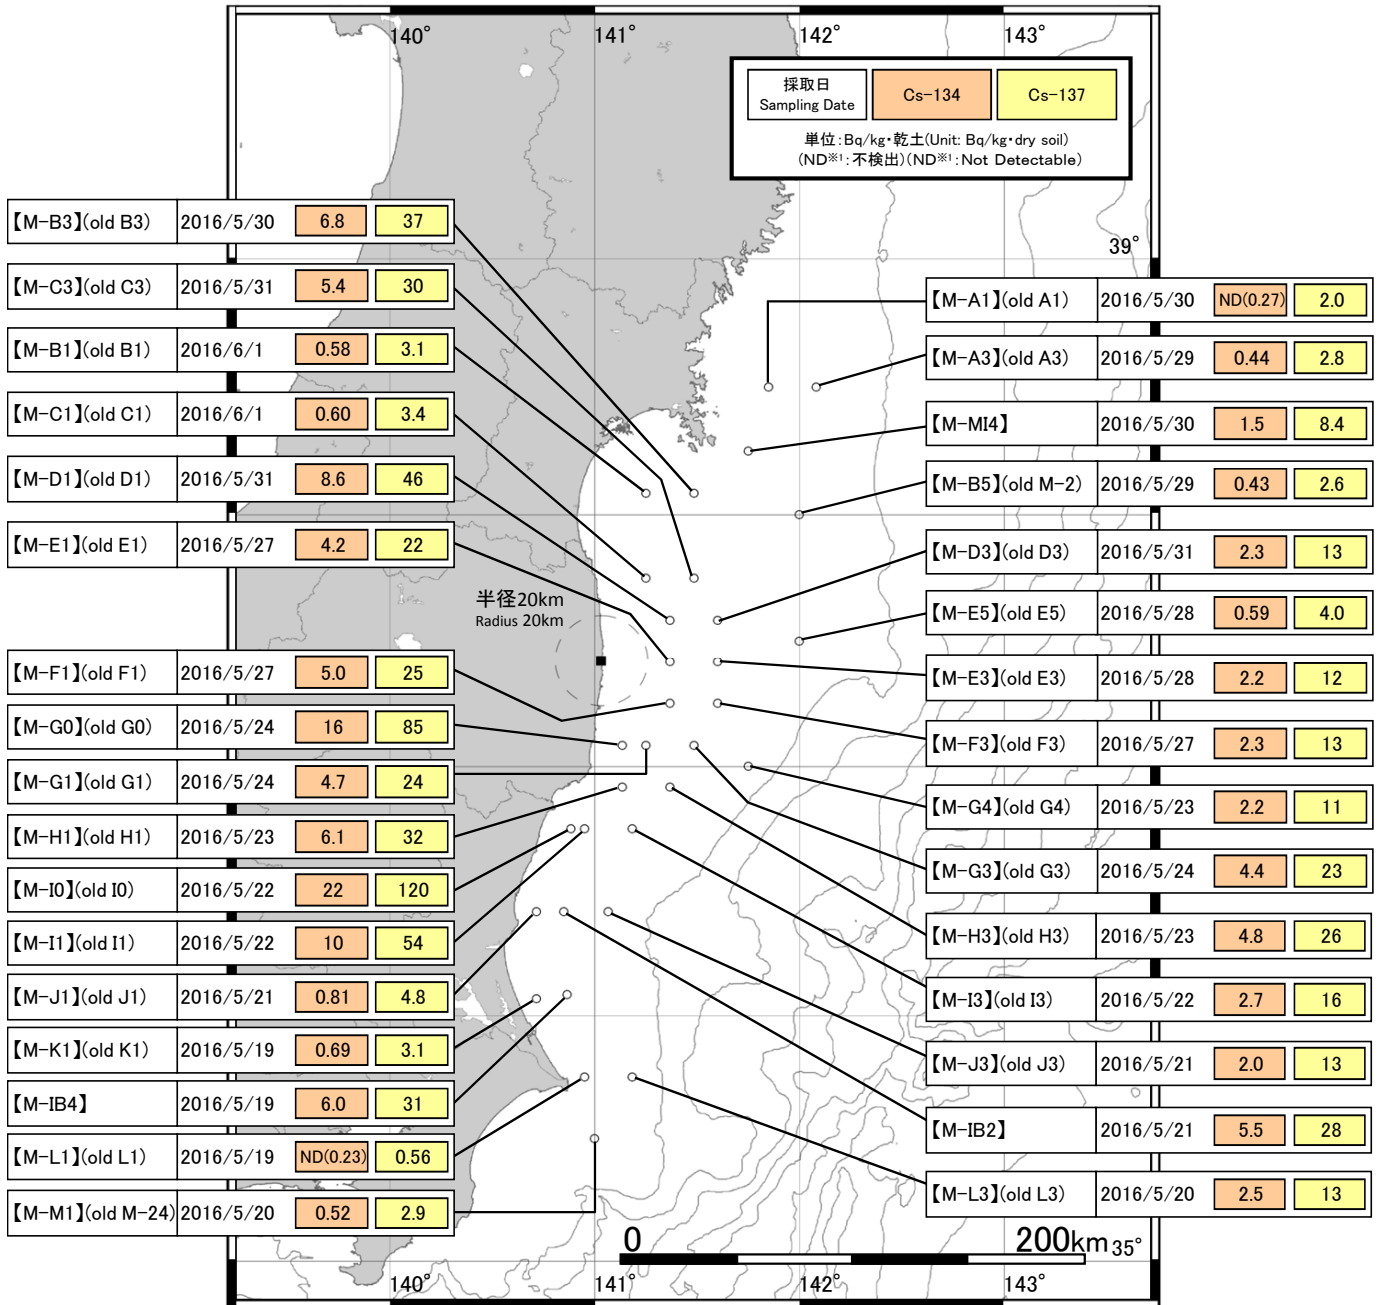 140°
141°
142°
143°
採取日
Sampling Date
Cs-134
Cs-137
単位:Bq/kg・乾土(Unit: Bq/kg・dry soil)
(ND※1:不検出)(ND※1:Not Detectable)
39°
【M-B3】(old B3) 2016/5/30 6.8 37
【M-C3】(old C3) 2016/5/31 5.4 30
【M-B1】(old B1) 2016/6/1 0.58 3.1
【M-C1】(old C1) 2016/6/1 0.60 3.4
【M-D1】(old D1) 2016/5/31 8.6 46
【M-E1】(old E1) 2016/5/27 4.2 22
半径20km
Radius 20km
【M-F1】(old F1) 2016/5/27 5.0 25
【M-G0】(old G0) 2016/5/24 16 85
【M-G1】(old G1) 2016/5/24 4.7 24
【M-H1】(old H1) 2016/5/23 6.1 32
【M-I0】(old I0) 2016/5/22 22 120
【M-I1】(old I1) 2016/5/22 10 54
【M-J1】(old J1) 2016/5/21 0.81 4.8
【M-K1】(old K1) 2016/5/19 0.69 3.1
【M-IB4】 2016/5/19 6.0 31
【M-L1】(old L1) 2016/5/19 ND(0.23) 0.56
【M-M1】(old M-24) 2016/5/20 0.52 2.9
【M-A1】(old A1) 2016/5/30 ND(0.27) 2.0
【M-A3】(old A3) 2016/5/29 0.44 2.8
【M-MI4】 2016/5/30 1.5 8.4
【M-B5】(old M-2) 2016/5/29 0.43 2.6
【M-D3】(old D3) 2016/5/31 2.3 13
【M-E5】(old E5) 2016/5/28 0.59 4.0
【M-E3】(old E3) 2016/5/28 2.2 12
【M-F3】(old F3) 2016/5/27 2.3 13
【M-G4】(old G4) 2016/5/23 2.2 11
【M-G3】(old G3) 2016/5/24 4.4 23
【M-H3】(old H3) 2016/5/23 4.8 26
【M-I3】(old I3) 2016/5/22 2.7 16
【M-J3】(old J3) 2016/5/21 2.0 13
【M-IB2】 2016/5/21 5.5 28
【M-L3】(old L3) 2016/5/20 2.5 13
0 200km
35°
140°
141°
142°
143°